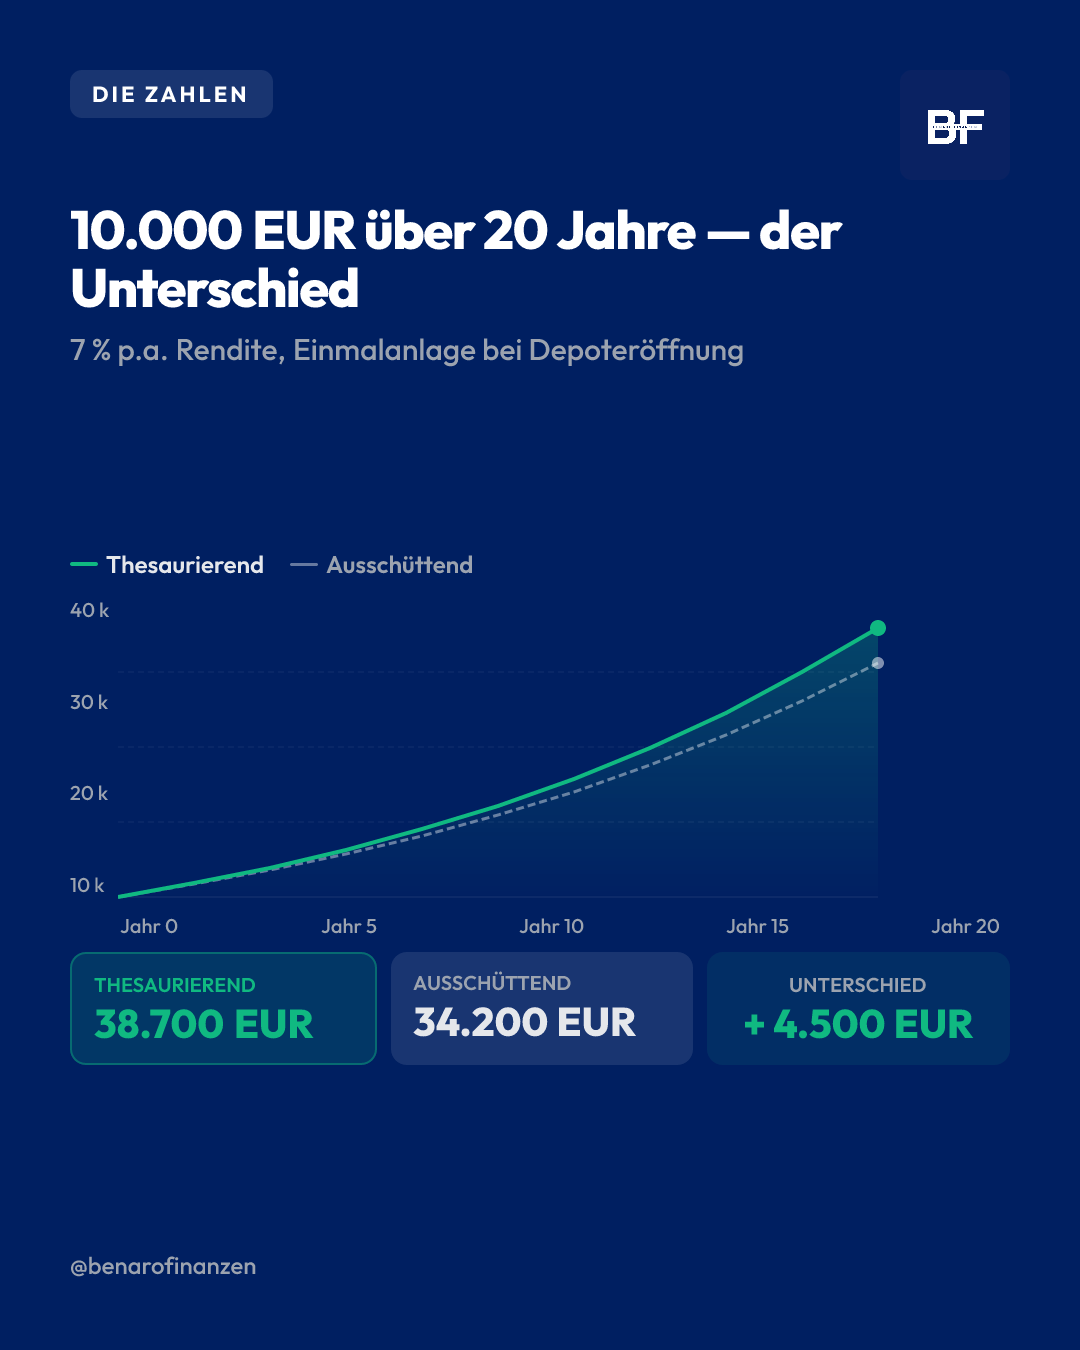 DIE ZAHLEN
BF
10.000 EUR über 20 Jahre — der
Unterschied
7 % p.a. Rendite, Einmalanlage bei Depoteröffnung
Thesaurierend Ausschüttend
40 k
30 k
20 k
10 k
Jahr 0 Jahr 5 Jahr 10 Jahr 15 Jahr 20
THESAURIEREND
38.700 EUR
AUSSCHÜTTEND
34.200 EUR
UNTERSCHIED
+ 4.500 EUR
@benarofinanzen